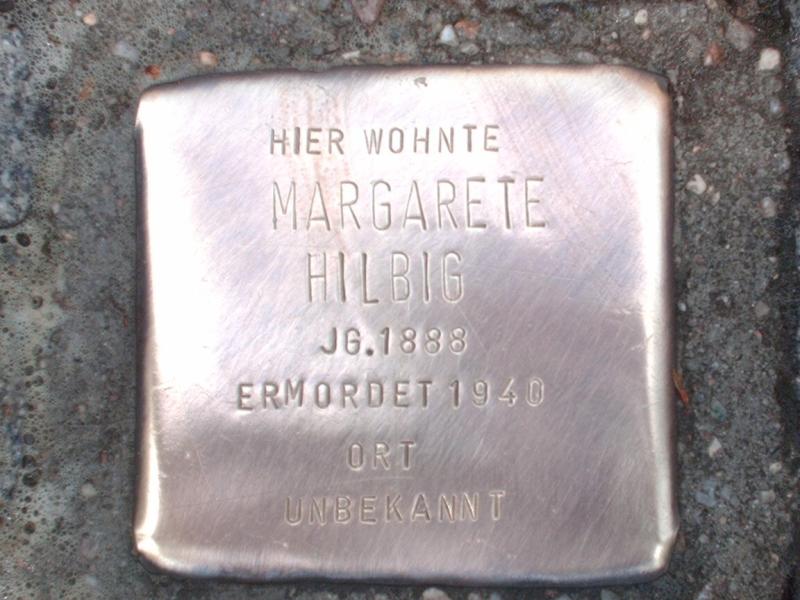 HIER WOHNTE
MARGARETE
HILBIG
JG.1888
ERMORDET 1940
ORT
UNBEKANNT